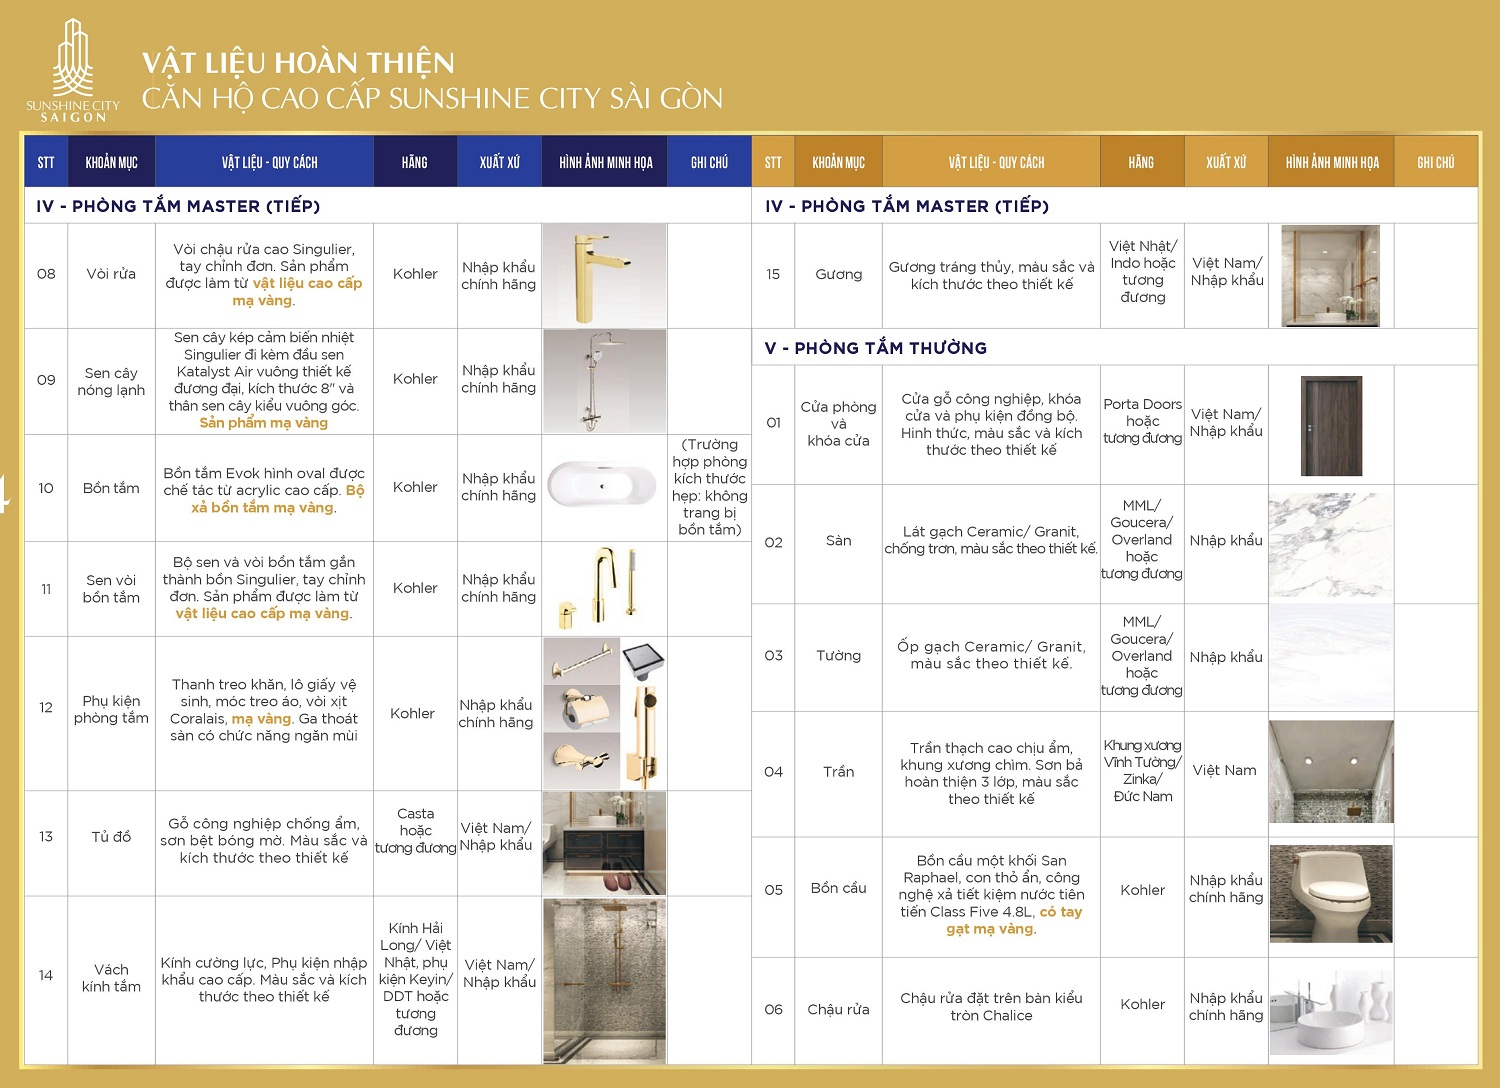 SUNSHINE CITY
SAIGON
VẬT LIỆU HOÀN THIỆN
CĂN HỘ CAO CẤP SUNSHINE CITY SÀI GÒN
4
STT KHOẢN MỤC VẬT LIỆU - QUY CÁCH HÃNG XUẤT XỨ HÌNH ẢNH MINH HỌA GHI CHÚ
IV - PHÒNG TẮM MASTER (TIẾP)
08
Vòi rửa
Vòi chậu rửa cao Singulier,
tay chỉnh đơn. Sản phẩm
được làm từ vật liệu cao cấp
mạ vàng.
Kohler
Nhập khẩu
chính hãng
09
Sen cây
nóng lạnh
Sen cây kép cảm biến nhiệt
Singulier đi kèm đầu sen
Katalyst Air vuông thiết kế
đương đại, kích thước 8" và
thân sen cây kiểu vuông góc.
Sản phẩm mạ vàng
Kohler
Nhập khẩu
chính hãng
10
Bồn tắm
Bồn tắm Evok hình oval được
chế tác từ acrylic cao cấp. Bộ
xả bồn tắm mạ vàng.
Kohler
Nhập khẩu
chính hãng
(Trường
hợp phòng
kích thước
hẹp: không
trang bị
bồn tắm)
11
Sen vòi
bồn tắm
Bộ sen và vòi bồn tắm gắn
thành bồn Singulier, tay chỉnh
đơn. Sản phẩm được làm từ
vật liệu cao cấp mạ vàng.
Kohler
Nhập khẩu
chính hãng
12
Phụ kiện
phòng tắm
Thanh treo khăn, lô giấy vệ
sinh, móc treo áo, vòi xịt
Coralais, mạ vàng. Ga thoát
sàn có chức năng ngăn mùi
Kohler
Nhập khẩu
chính hãng
13
Tủ đồ
Gỗ công nghiệp chống ẩm,
sơn bệt bóng mờ. Màu sắc và
kích thước theo thiết kế
Casta
hoặc
tương đương
Việt Nam/
Nhập khẩu
14
Vách
kính tắm
Kính cường lực, Phụ kiện nhập
khẩu cao cấp. Màu sắc và kích
thước theo thiết kế
Kính Hải
Long/ Việt
Nhật, phụ
kiện Keyin/
DDT hoặc
tương
đương
Việt Nam/
Nhập khẩu
STT KHOẢN MỤC VẬT LIỆU - QUY CÁCH HÃNG XUẤT XỨ HÌNH ẢNH MINH HỌA GHI CHÚ
IV - PHÒNG TẮM MASTER (TIẾP)
15
Gương
Gương tráng thủy, màu sắc và
kích thước theo thiết kế
Việt Nhật/
Indo hoặc
tương
đương
Việt Nam/
Nhập khẩu
V - PHÒNG TẮM THƯỜNG
01
Cửa phòng
và
khóa cửa
Cửa gỗ công nghiệp, khóa
cửa và phụ kiện đồng bộ.
Hình thức, màu sắc và kích
thước theo thiết kế
Porta Doors
hoặc
tương đương
Việt Nam/
Nhập khẩu
02
Sàn
Lát gạch Ceramic/ Granit,
chống trơn, màu sắc theo thiết kế.
MML/
Goucera/
Overland
hoặc
tương đương
Nhập khẩu
03
Tường
Ốp gạch Ceramic/ Granit,
màu sắc theo thiết kế.
MML/
Goucera/
Overland
hoặc
tương đương
Nhập khẩu
04
Trần
Trần thạch cao chịu ẩm,
khung xương chìm. Sơn bả
hoàn thiện 3 lớp, màu sắc
theo thiết kế
Khung xương
Vĩnh Tường/
Zinka/
Đức Nam
Việt Nam
05
Bồn cầu
Bồn cầu một khối San
Raphael, con thỏ ẩn, công
nghệ xả tiết kiệm nước tiên
tiến Class Five 4.8L, có tay
gạt mạ vàng.
Kohler
Nhập khẩu
chính hãng
06
Chậu rửa
Chậu rửa đặt trên bàn kiểu
tròn Chalice
Kohler
Nhập khẩu
chính hãng